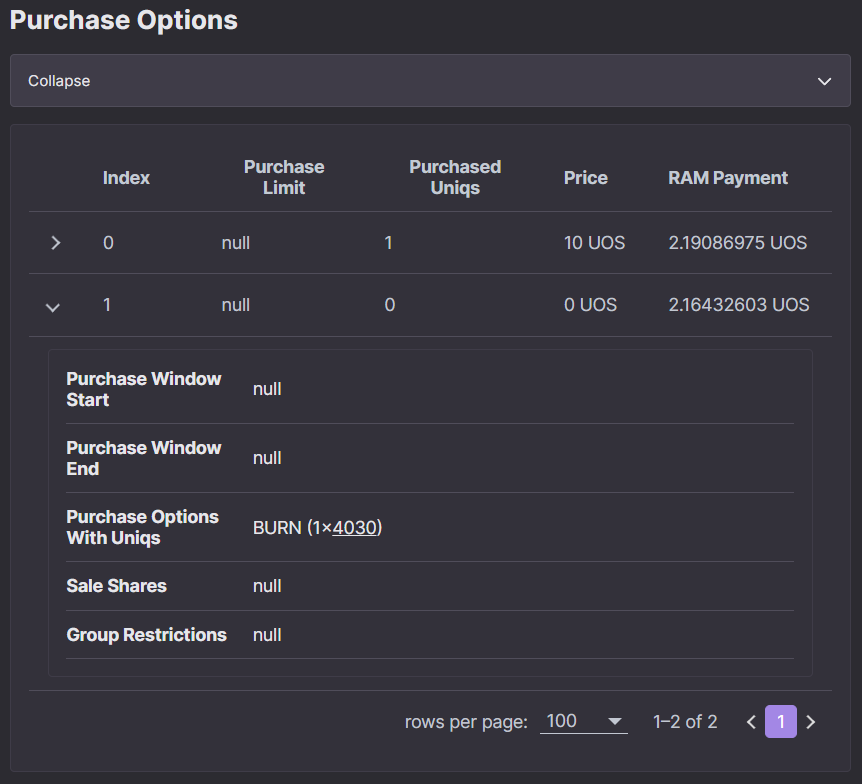 Purchase Options
Collapse
Index Purchase Limit Purchased Uniqs Price RAM Payment
0 null 1 10 UOS 2.19086975 UOS
1 null 0 0 UOS 2.16432603 UOS
Purchase Window Start null
Purchase Window End null
Purchase Options With Uniqs BURN (1×4030)
Sale Shares null
Group Restrictions null
rows per page: 100 1–2 of 2 1